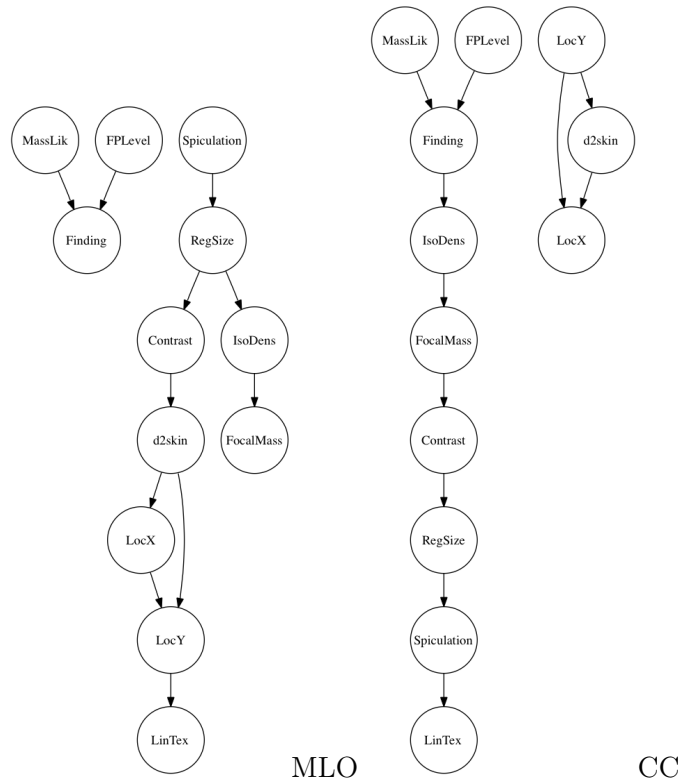 MassLik FPLevel LocY
MassLik FPLevel Spiculation Finding d2skin
Finding RegSize IsoDens LocX
Contrast IsoDens FocalMass
d2skin FocalMass Contrast
LocX RegSize
LocY Spiculation
LinTex LinTex
MLO CC